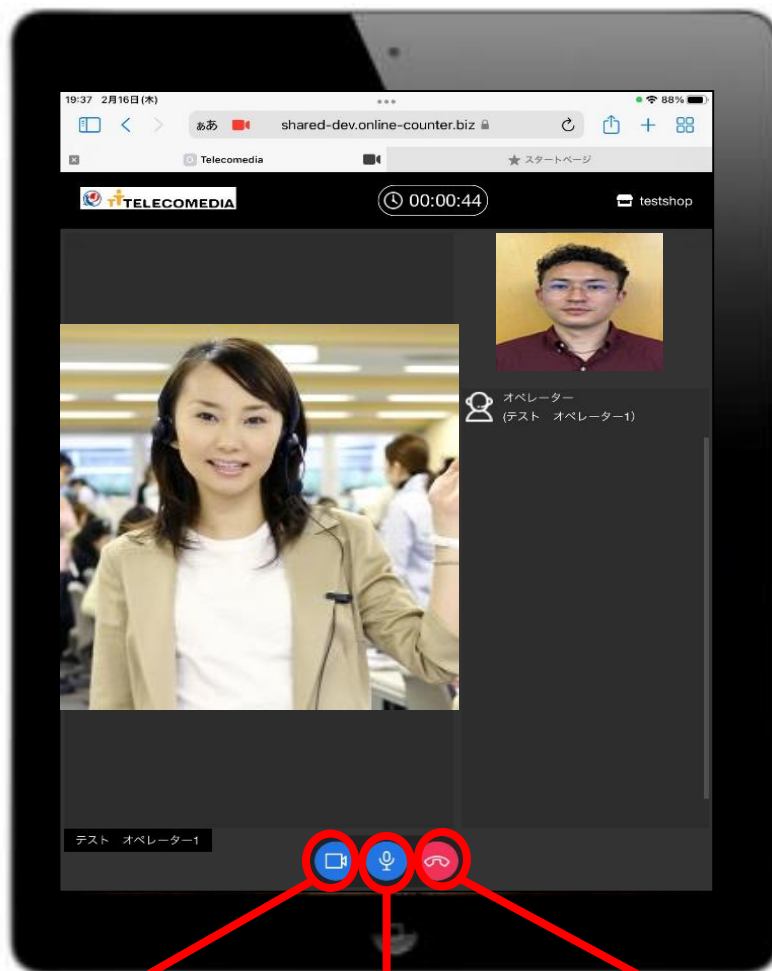 19:37 2月16日(木)
88%
ああ
shared-dev.online-counter.biz
Telecomedia
スタートページ
TELECOMEDIA
00:00:44
testshop
オペレーター
(テスト オペレーター1)
テスト オペレーター1